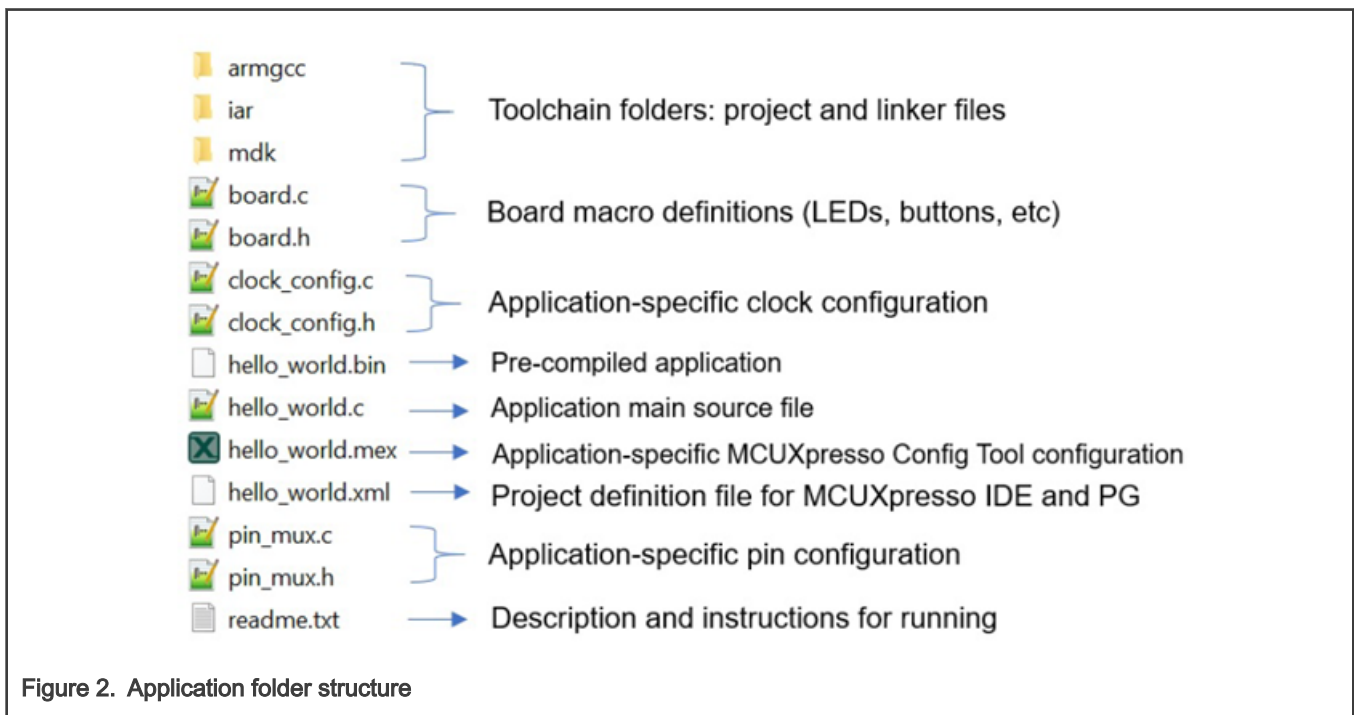 armgcc
iar
mdk
Toolchain folders: project and linker files
board.c
board.h
Board macro definitions (LEDs, buttons, etc)
clock_config.c
clock_config.h
Application-specific clock configuration
hello_world.bin Pre-compiled application
hello_world.c Application main source file
hello_world.mex Application-specific MCUXpresso Config Tool configuration
hello_world.xml Project definition file for MCUXpresso IDE and PG
pin_mux.c
pin_mux.h
Application-specific pin configuration
readme.txt Description and instructions for running
Figure 2. Application folder structure